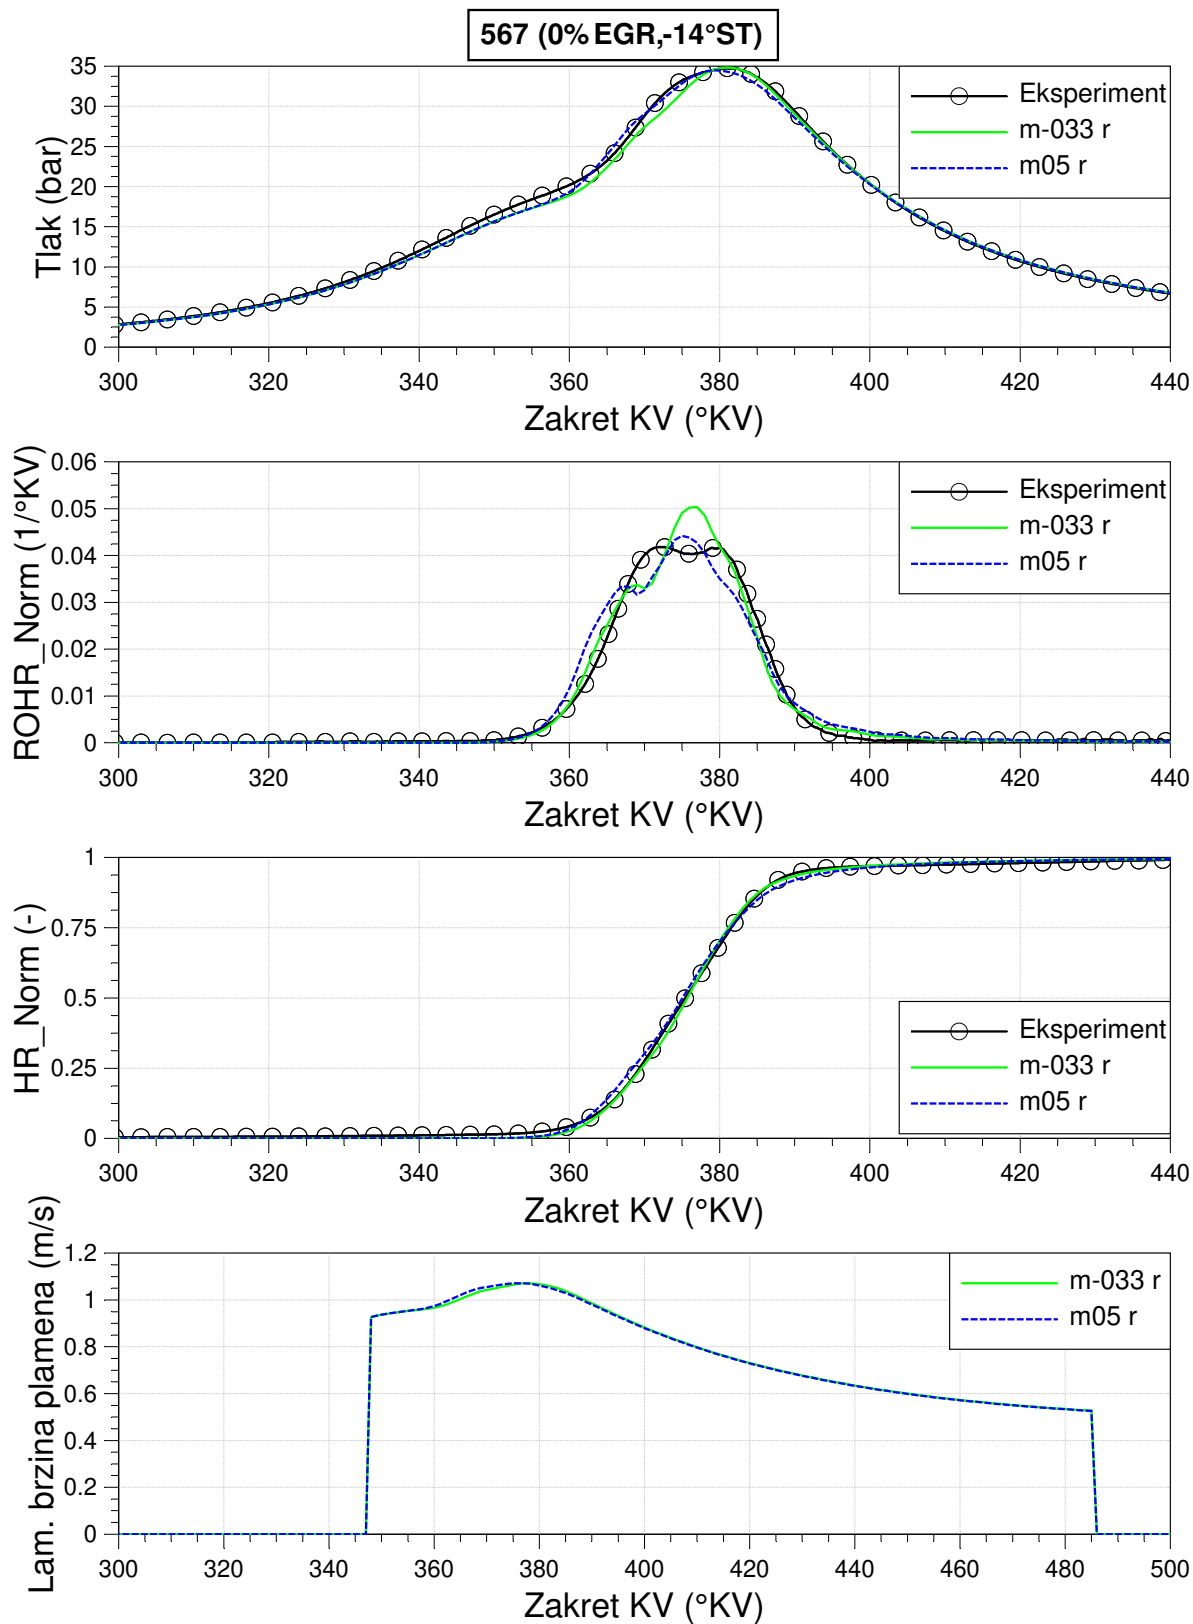 567 (0% EGR,-14°ST)
Tlak (bar)
35
30
25
20
15
10
5
0
Eksperiment
m-033 r
m05 r
300 320 340 360 380 400 420 440
Zakret KV (°KV)
ROHR_Norm (1/°KV)
0.06
0.05
0.04
0.03
0.02
0.01
0
Eksperiment
m-033 r
m05 r
300 320 340 360 380 400 420 440
Zakret KV (°KV)
HR_Norm (-)
1
0.75
0.5
0.25
0
Eksperiment
m-033 r
m05 r
300 320 340 360 380 400 420 440
Zakret KV (°KV)
Lam. brzina plamena (m/s)
1.2
1
0.8
0.6
0.4
0.2
0
m-033 r
m05 r
300 320 340 360 380 400 420 440 460 480 500
Zakret KV (°KV)